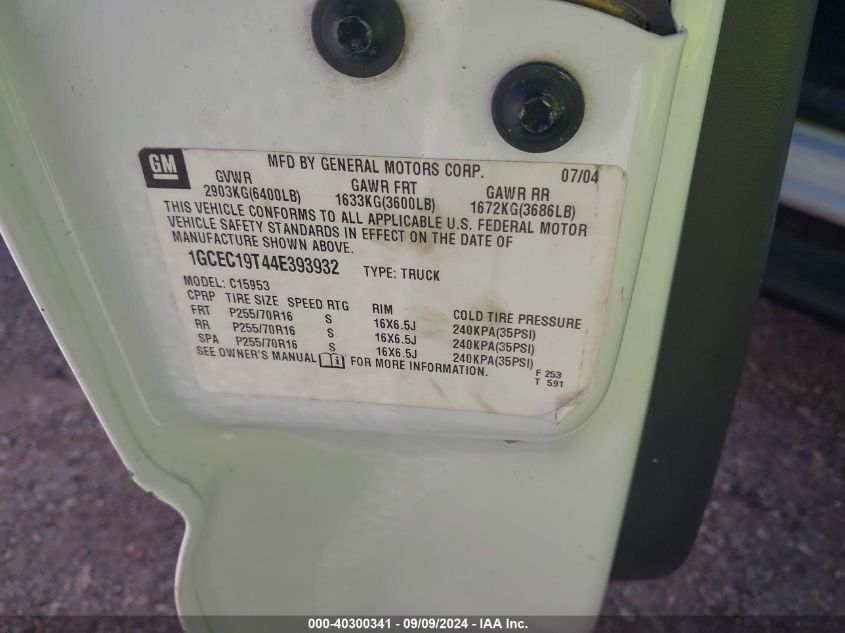 GM
MFD BY GENERAL MOTORS CORP. 07/04
GVWR GAWR FRT GAWR RR
2903KG(6400LB) 1633KG(3600LB) 1672KG(3686LB)
THIS VEHICLE CONFORMS TO ALL APPLICABLE U.S. FEDERAL MOTOR
VEHICLE SAFETY STANDARDS IN EFFECT ON THE DATE OF
MANUFACTURE SHOWN ABOVE.
1GCEC19T44E393932 TYPE: TRUCK
MODEL: C15953
CPRP TIRE SIZE SPEED RTG RIM COLD TIRE PRESSURE
FRT P255/70R16 S 16X6.5J 240KPA(35PSI)
RR P255/70R16 S 16X6.5J 240KPA(35PSI)
SPA P255/70R16 S 16X6.5J 240KPA(35PSI)
SEE OWNER'S MANUAL i FOR MORE INFORMATION.
F 253
T 591
000-40300341 - 09/09/2024 - IAA Inc.